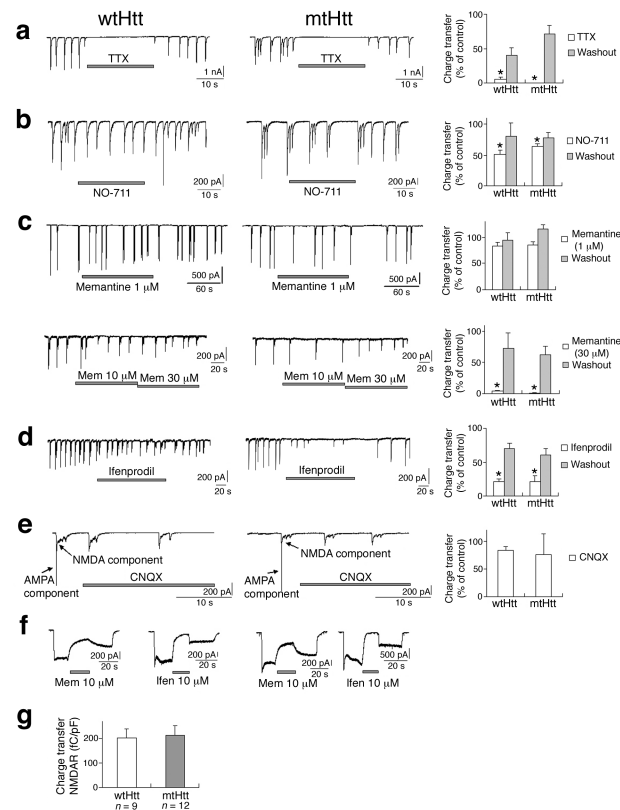 wtHtt mtHtt
a
TTX
1 nA
10 s
TTX
1 nA
10 s
Charge transfer
(% of control)
100
50
0
*
*
wtHtt mtHtt
TTX
Washout
b
NO-711
200 pA
10 s
NO-711
200 pA
10 s
Charge transfer
(% of control)
100
50
0
*
*
wtHtt mtHtt
NO-711
Washout
c
Memantine 1 µM
500 pA
60 s
Memantine 1 µM
500 pA
60 s
Charge transfer
(% of control)
100
50
0
wtHtt mtHtt
Memantine
(1 µM)
Washout
Mem 10 µM
Mem 30 µM
200 pA
20 s
Mem 10 µM
Mem 30 µM
200 pA
20 s
Charge transfer
(% of control)
100
50
0
*
*
wtHtt mtHtt
Memantine
(30 µM)
Washout
d
Ifenprodil
200 pA
20 s
Ifenprodil
200 pA
20 s
Charge transfer
(% of control)
100
50
0
*
*
wtHtt mtHtt
Ifenprodil
Washout
e
NMDA component
AMPA
component
CNQX
200 pA
10 s
NMDA component
AMPA
component
CNQX
200 pA
10 s
Charge transfer
(% of control)
100
50
0
wtHtt mtHtt
CNQX
f
Mem 10 µM
200 pA
20 s
Ifen 10 µM
200 pA
20 s
Mem 10 µM
200 pA
20 s
Ifen 10 µM
500 pA
20 s
g
Charge transfer
NMDAR (fC/pF)
200
100
0
wtHtt mtHtt
n = 9 n = 12